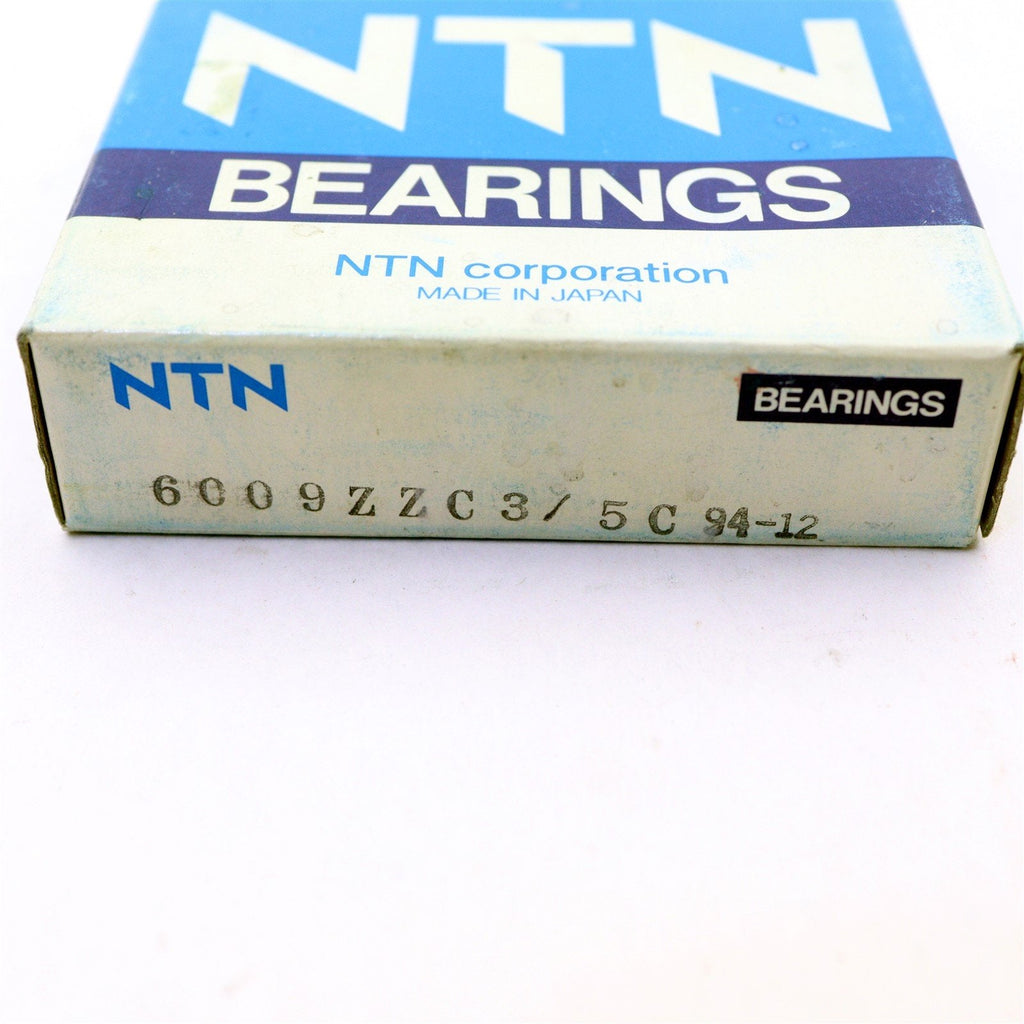 NTN
BEARINGS
NTN corporation
MADE IN JAPAN
NTN BEARINGS
6009ZZC3/5C 94-12